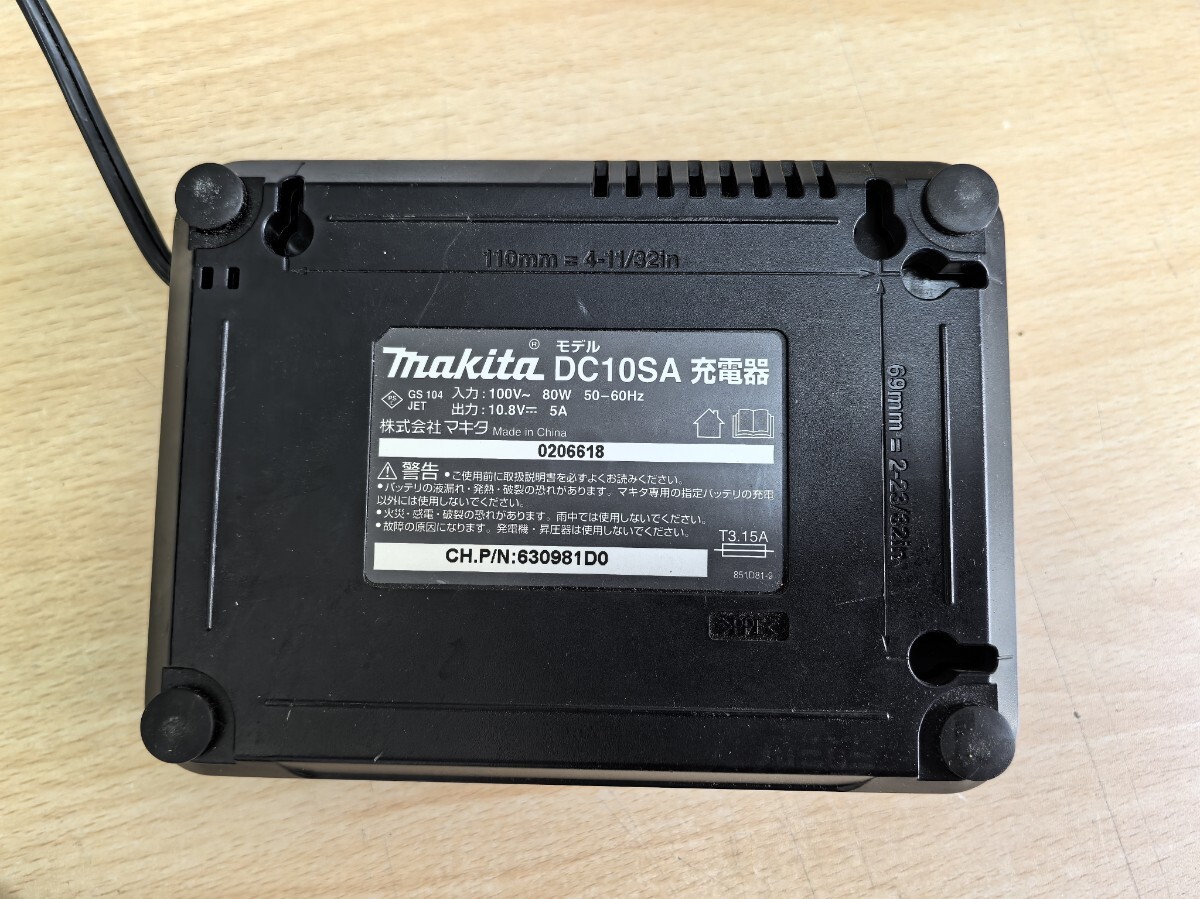 110mm = 4-11/32in
69mm = 2-23/32in
makita® モデル DC10SA 充電器
PS E GS 104 JET 入力:100V~ 80W 50-60Hz
出力:10.8V⎓ 5A
株式会社マキタ Made in China
0206618
⚠警告 •ご使用前に取扱説明書を必ずよくお読みください。
•バッテリの液漏れ・発熱・破裂の恐れがあります。マキタ専用の指定バッテリの充電
以外には使用しないでください。
•火災・感電・破裂の恐れがあります。雨中では使用しないでください。
•故障の原因になります。発電機・昇圧器は使用しないでください。
T3.15A
CH.P/N:630981D0
851D81-9